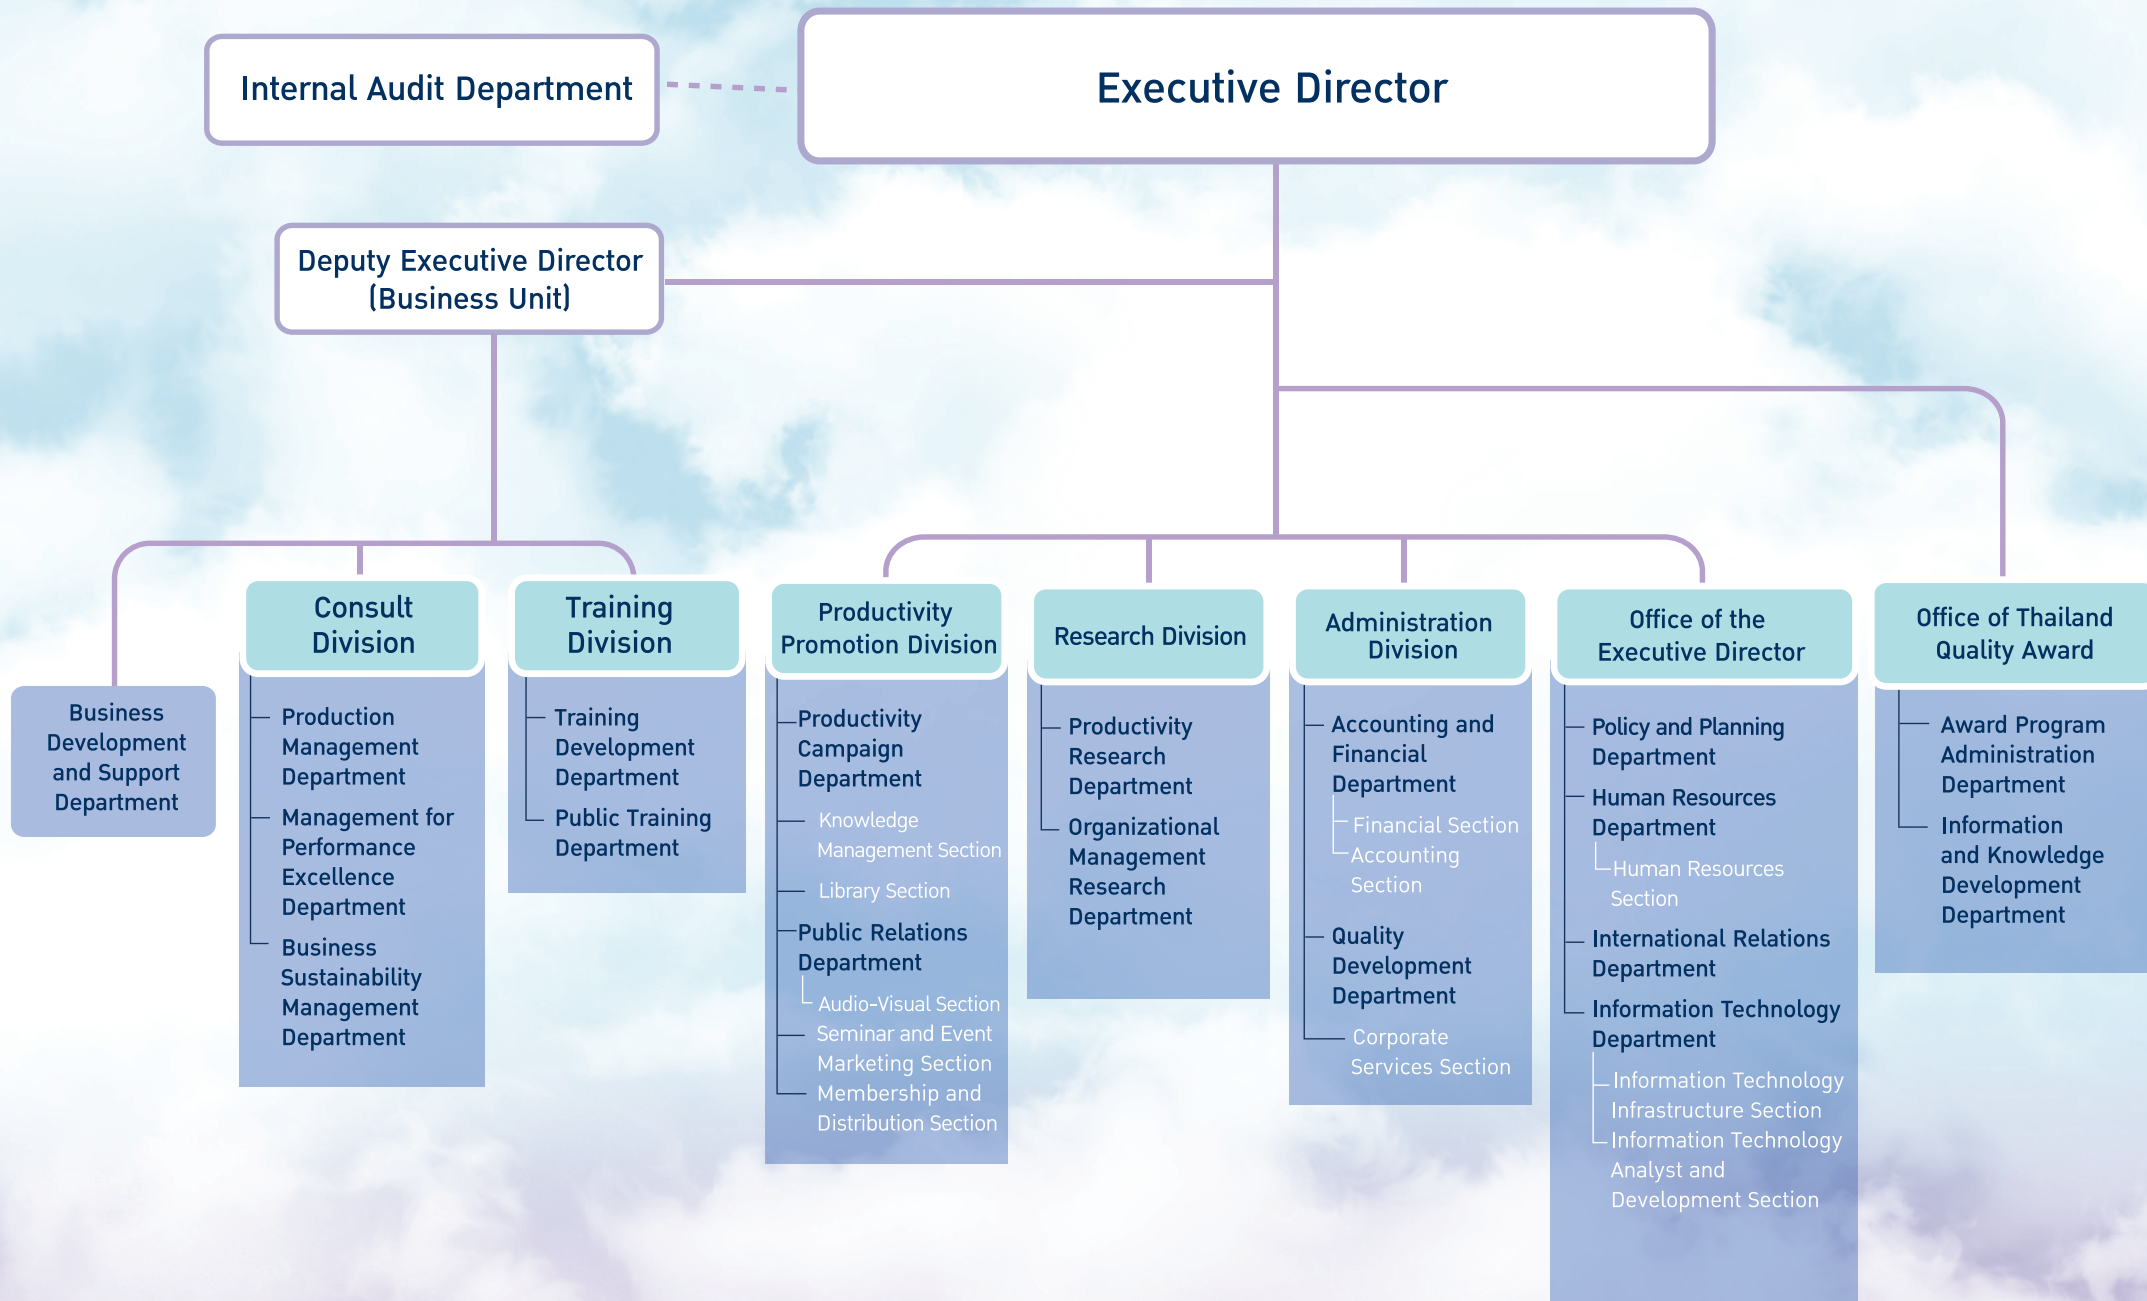 Internal Audit Department
Executive Director
Deputy Executive Director
(Business Unit)
Business
Development
and Support
Department
Consult
Division
Production
Management
Department
Management for
Performance
Excellence
Department
Business
Sustainability
Management
Department
Training
Division
Training
Development
Department
Public Training
Department
Productivity
Promotion Division
Productivity
Campaign
Department
Knowledge
Management Section
Library Section
Public Relations
Department
Audio-Visual Section
Seminar and Event
Marketing Section
Membership and
Distribution Section
Research Division
Productivity
Research
Department
Organizational
Management
Research
Department
Administration
Division
Accounting and
Financial
Department
Financial Section
Accounting
Section
Quality
Development
Department
Corporate
Services Section
Office of the
Executive Director
Policy and Planning
Department
Human Resources
Department
Human Resources
Section
International Relations
Department
Information Technology
Department
Information Technology
Infrastructure Section
Information Technology
Analyst and
Development Section
Office of Thailand
Quality Award
Award Program
Administration
Department
Information
and Knowledge
Development
Department